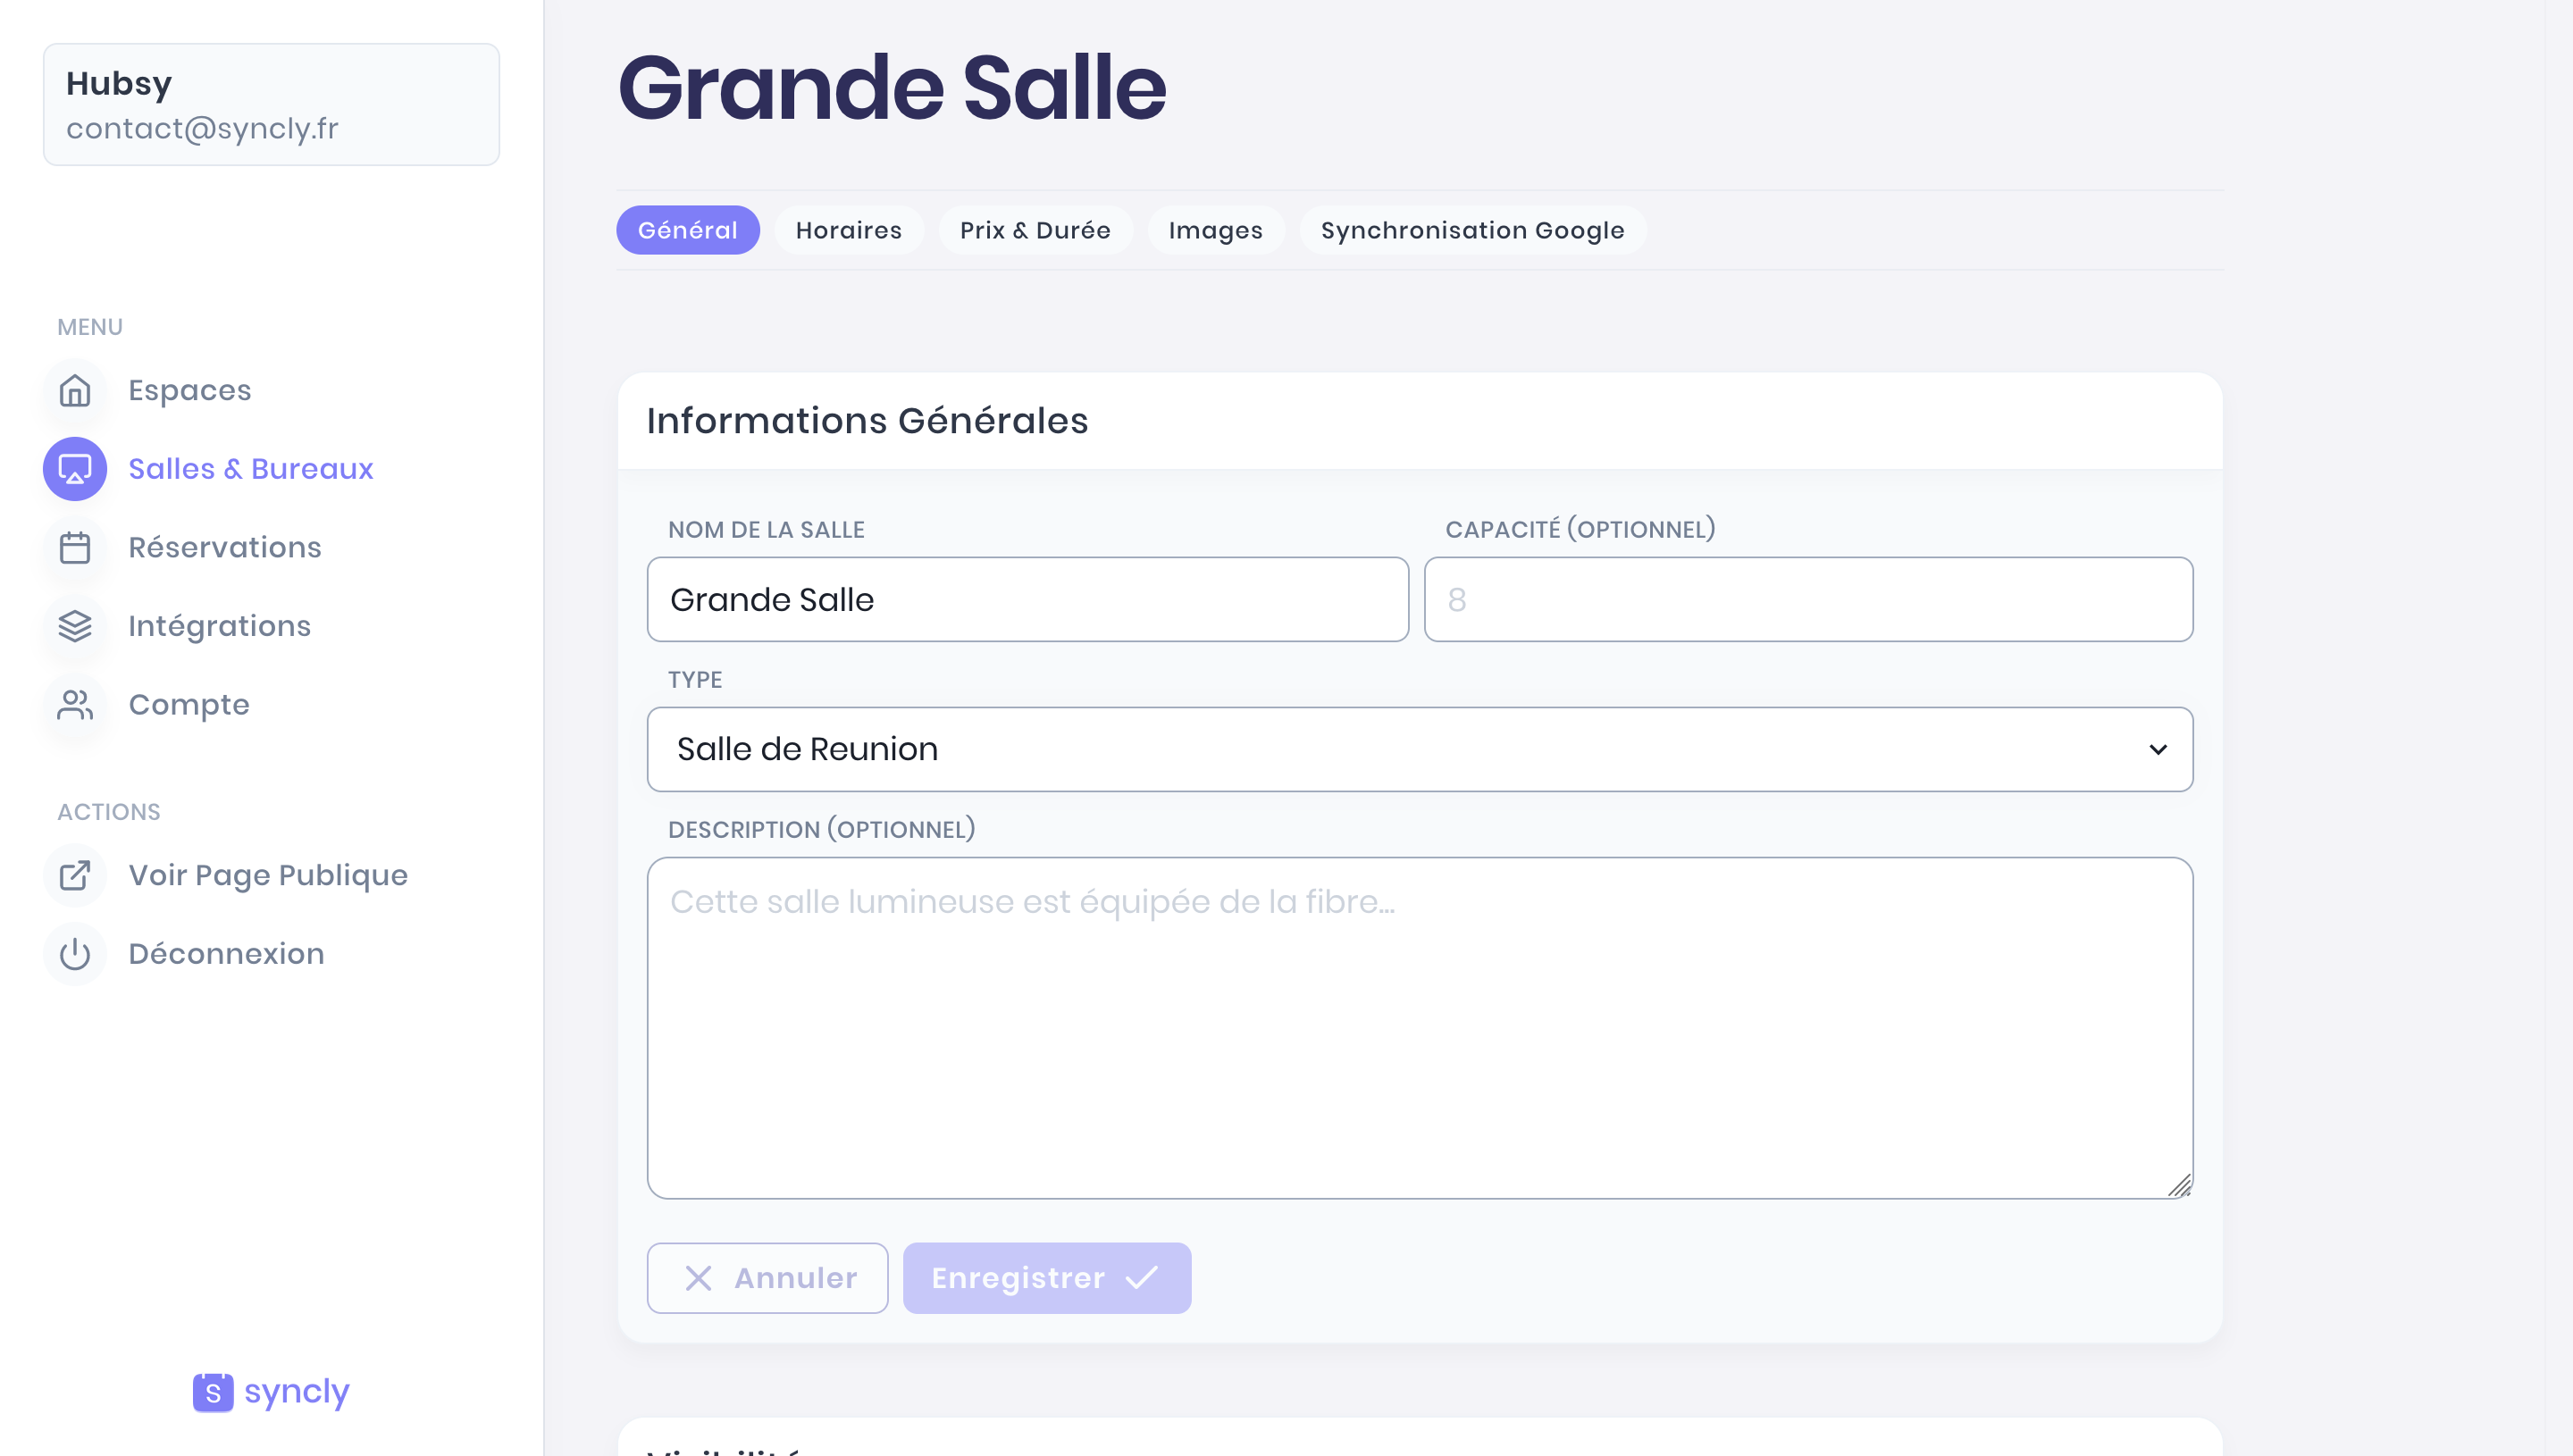 Hubsy
contact@syncly.fr
MENU
Espaces
Salles & Bureaux
Réservations
Intégrations
Compte
ACTIONS
Voir Page Publique
Déconnexion
S syncly
Grande Salle
Général Horaires Prix & Durée Images Synchronisation Google
Informations Générales
NOM DE LA SALLE CAPACITÉ (OPTIONNEL)
Grande Salle 8
TYPE
Salle de Reunion
DESCRIPTION (OPTIONNEL)
Cette salle lumineuse est équipée de la fibre...
Annuler Enregistrer